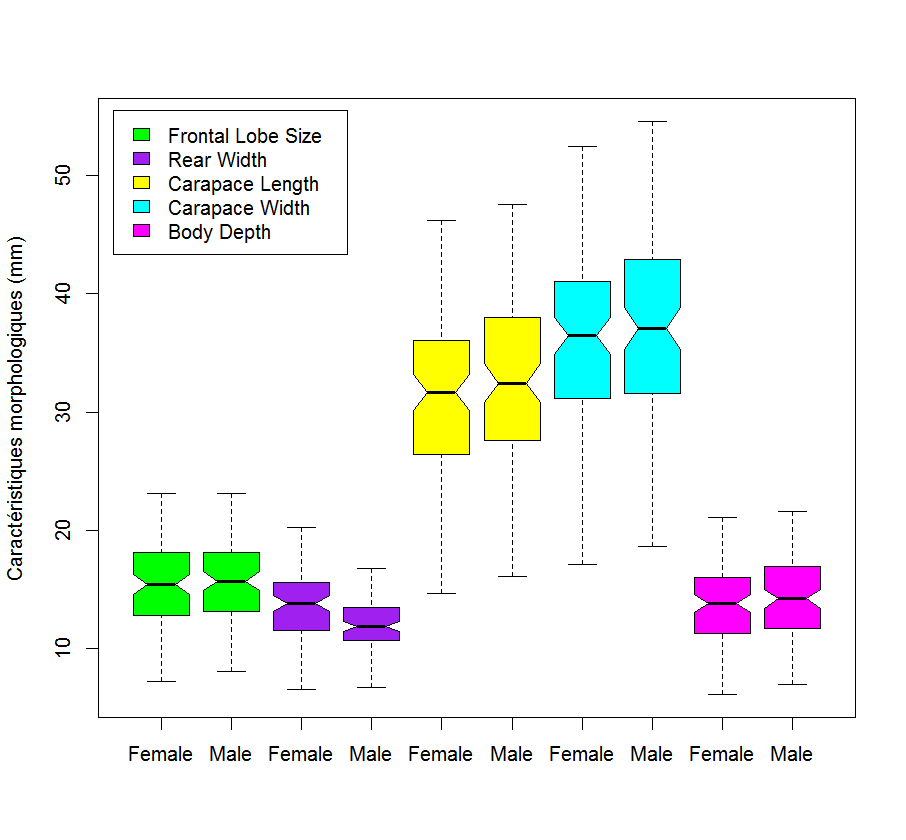 Frontal Lobe Size
Rear Width
Carapace Length
Carapace Width
Body Depth
Caractéristiques morphologiques (mm)
50
40
30
20
10
Female Male Female Male Female Male Female Male Female Male